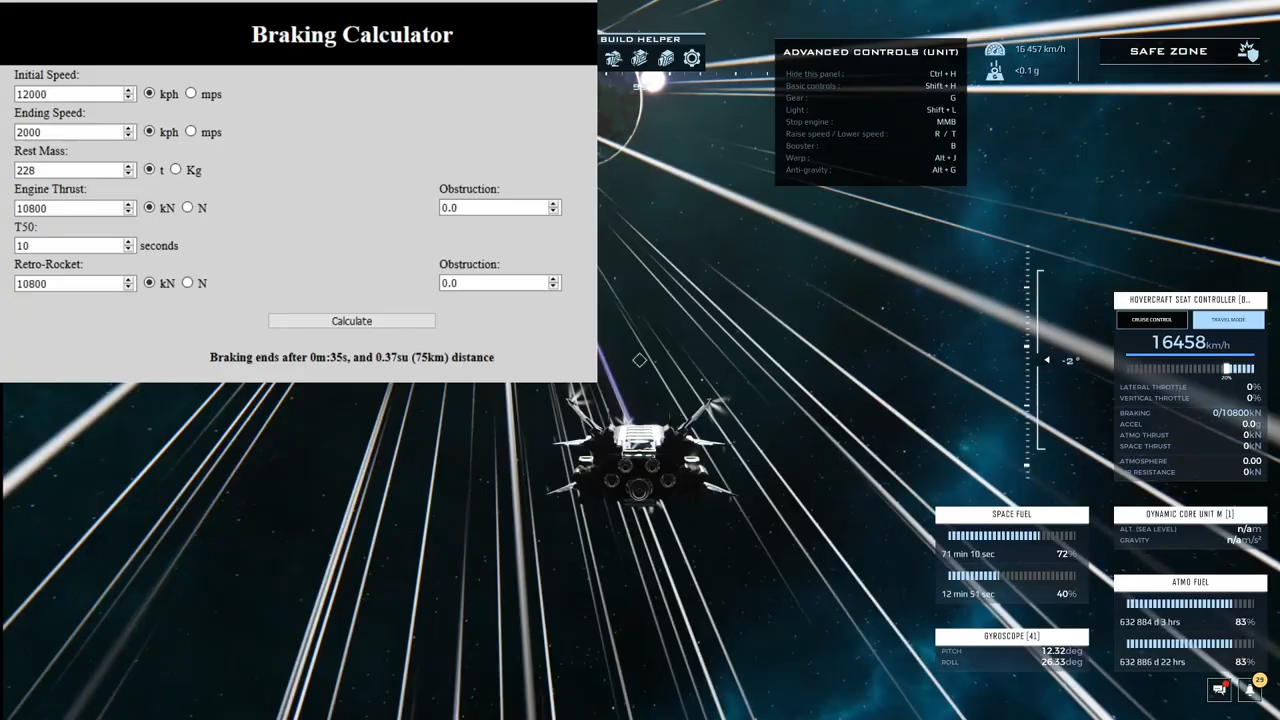 Braking Calculator
Initial Speed:
12000 kph mps
Ending Speed:
2000 kph mps
Rest Mass:
228 t Kg
Engine Thrust: Obstruction:
10800 kN N 0.0
T50:
10 seconds
Retro-Rocket: Obstruction:
10800 kN N 0.0
Calculate
Braking ends after 0m:35s, and 0.37su (75km) distance
BUILD HELPER
ADVANCED CONTROLS (UNIT)
Hide this panel : Ctrl + H
Basic controls : Shift + H
Gear : G
Light : Shift + L
Stop engine : MMB
Raise speed / Lower speed : R / T
Booster : B
Warp : Alt + J
Anti-gravity : Alt + G
16 457 km/h
<0.1 g
SAFE ZONE
-2°
HOVERCRAFT SEAT CONTROLLER [B...
CRUISE CONTROL TRAVEL MODE
16458km/h
20%
LATERAL THROTTLE 0%
VERTICAL THROTTLE 0%
BRAKING 0/10800kN
ACCEL 0.0g
ATMO THRUST 0kN
SPACE THRUST 0kN
ATMOSPHERE 0.00
AIR RESISTANCE 0kN
SPACE FUEL
71 min 10 sec 72%
12 min 51 sec 40%
DYNAMIC CORE UNIT M [1]
ALT. (SEA LEVEL) n/am
GRAVITY n/am/s²
ATMO FUEL
632 884 d 3 hrs 83%
632 886 d 22 hrs 83%
GYROSCOPE [41]
PITCH 12.32deg
ROLL 26.33deg
29